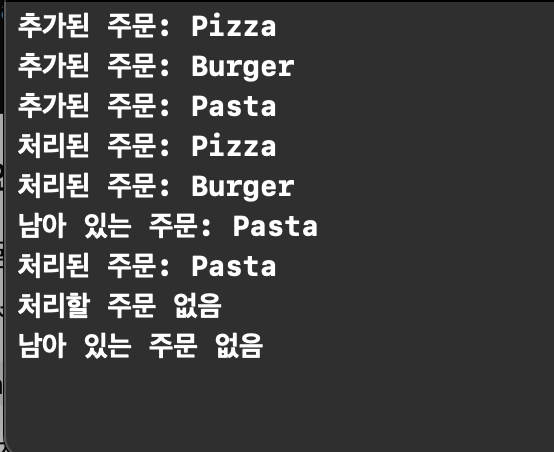 추가된 주문: Pizza
추가된 주문: Burger
추가된 주문: Pasta
처리된 주문: Pizza
처리된 주문: Burger
남아 있는 주문: Pasta
처리된 주문: Pasta
처리할 주문 없음
남아 있는 주문 없음